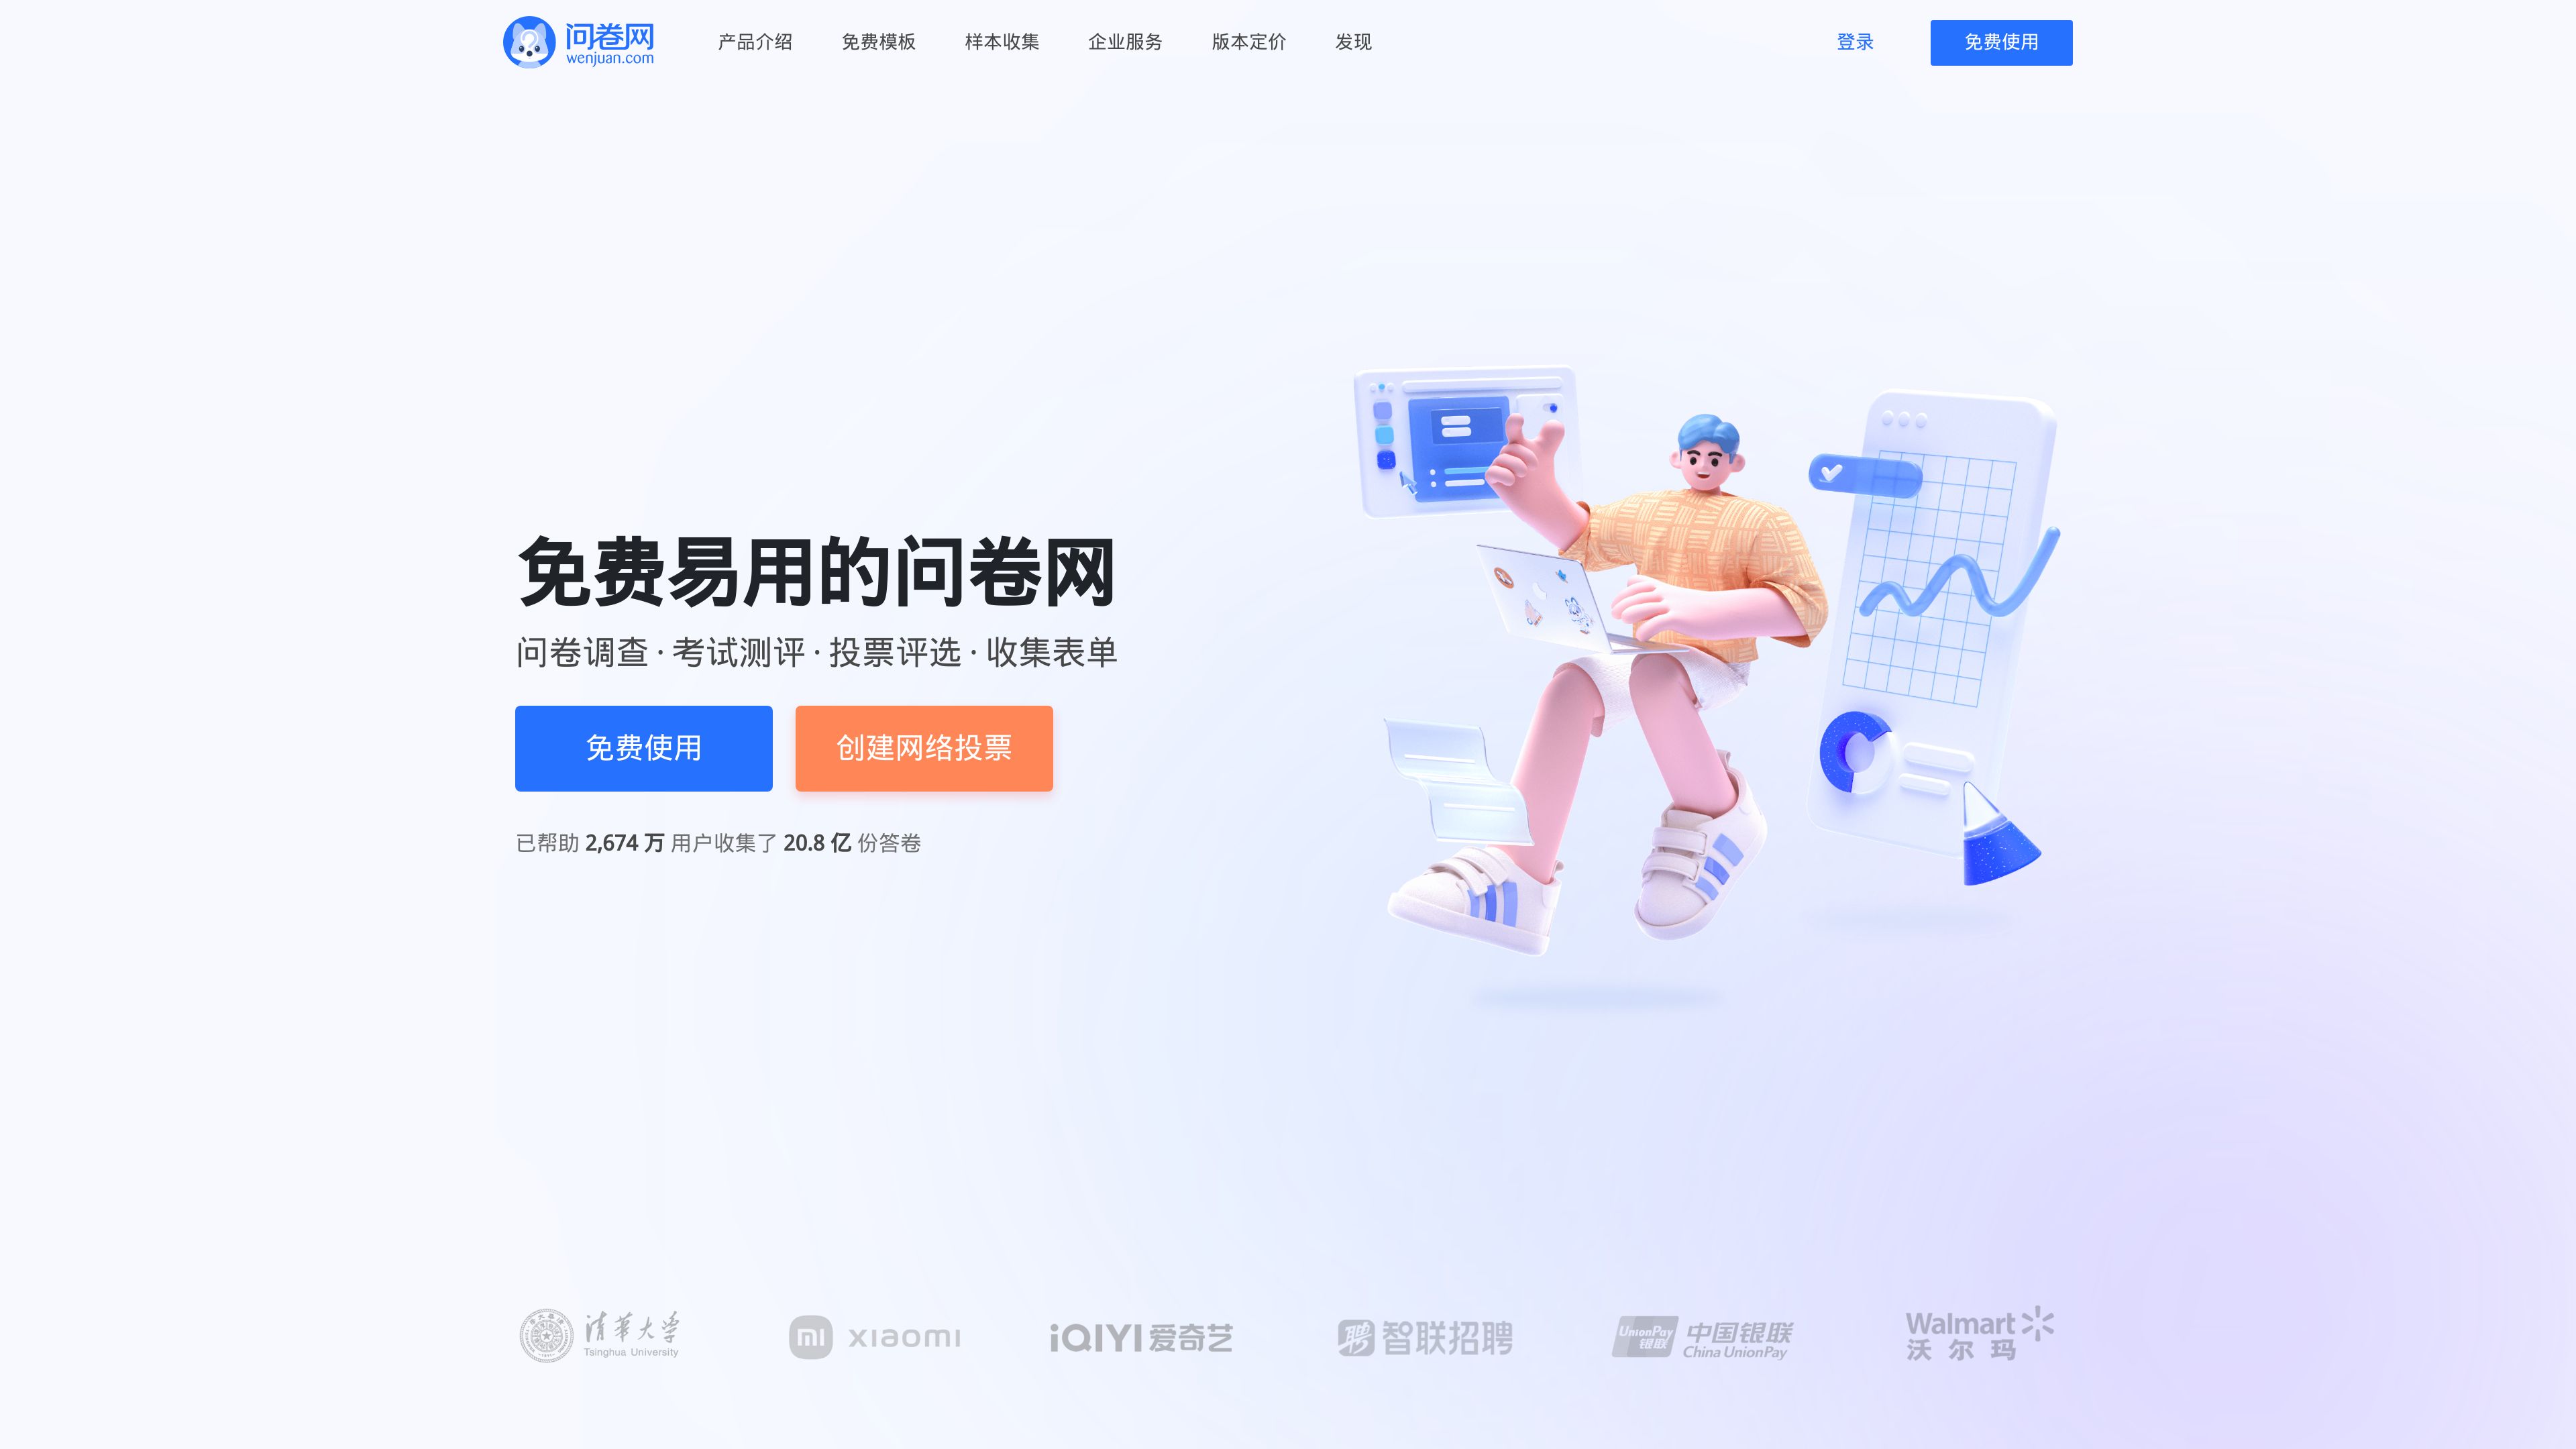 问卷网
wenjuan.com
产品介绍 免费模板 样本收集 企业服务 版本定价 发现 登录 免费使用
免费易用的问卷网
问卷调查 · 考试测评 · 投票评选 · 收集表单
免费使用 创建网络投票
已帮助 2,674 万 用户收集了 20.8 亿 份答卷
清華大学
Tsinghua University
mi xiaomi
iQIYI 爱奇艺
聘 智联招聘
UnionPay
银联
中国银联
China UnionPay
Walmart
沃尔玛